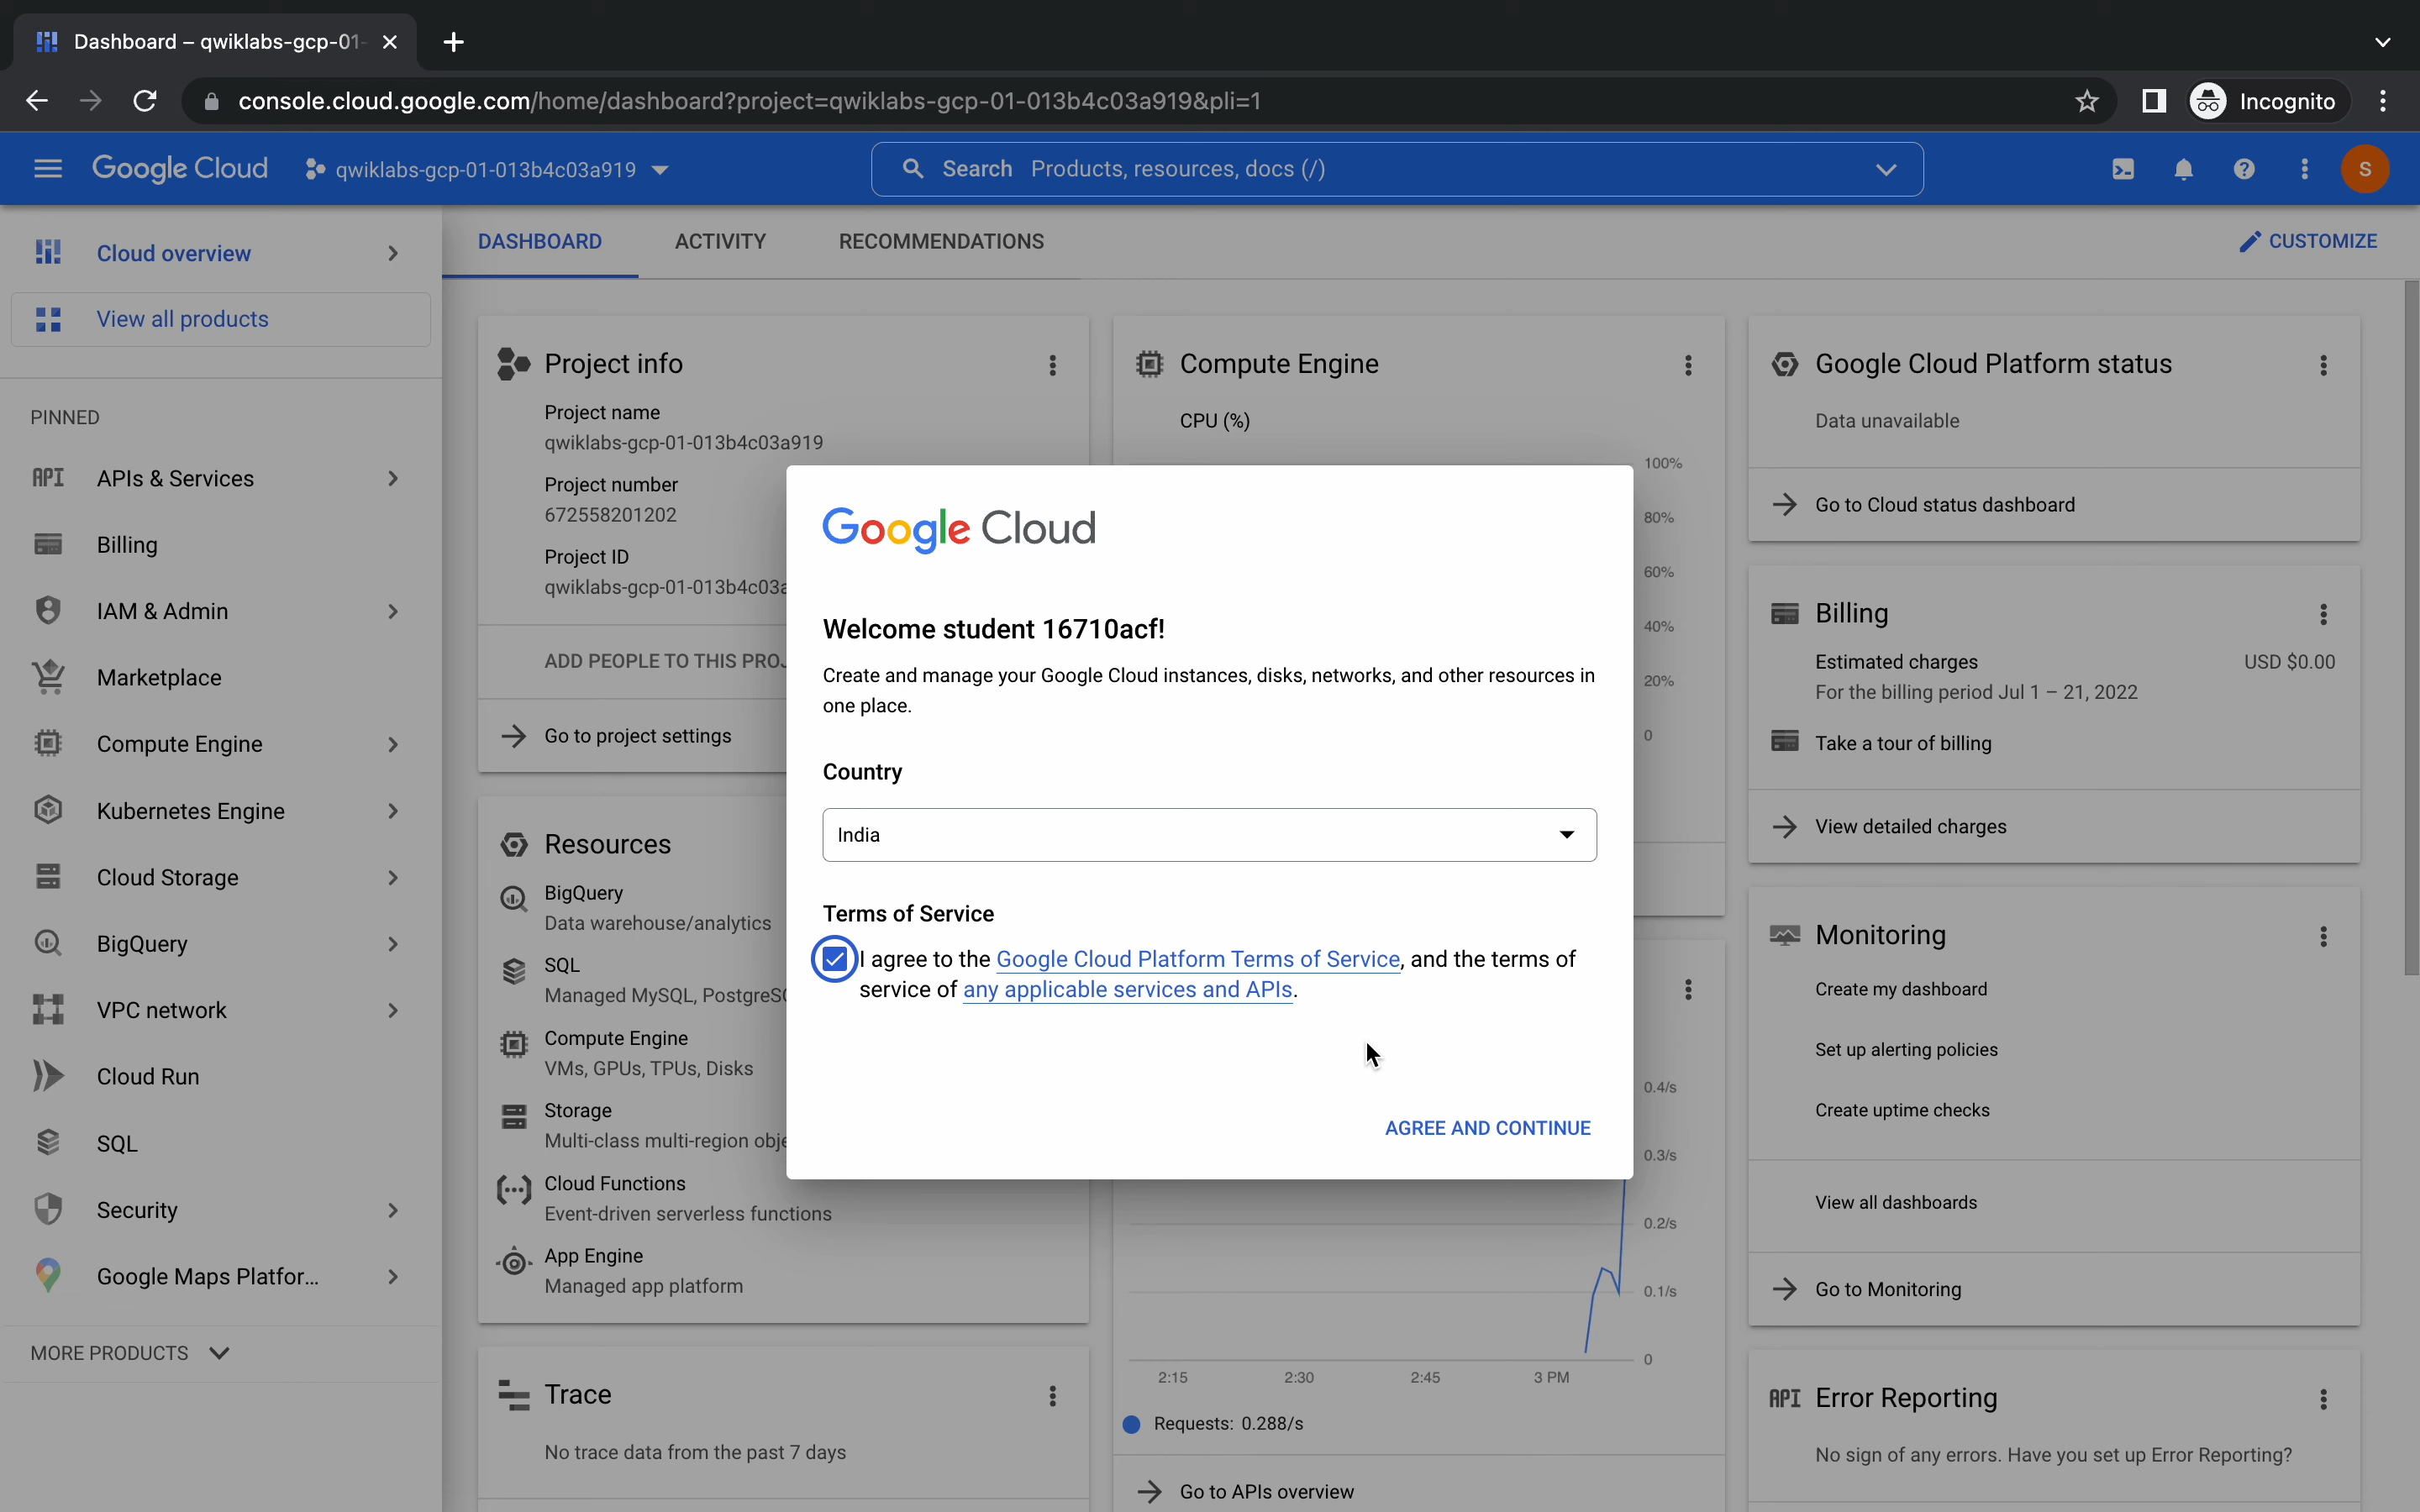 Dashboard – qwiklabs-gcp-01-
console.cloud.google.com/home/dashboard?project=qwiklabs-gcp-01-013b4c03a919&pli=1
Incognito
Google Cloud
qwiklabs-gcp-01-013b4c03a919
Search Products, resources, docs (/)
S
Cloud overview
View all products
PINNED
API APIs & Services
Billing
IAM & Admin
Marketplace
Compute Engine
Kubernetes Engine
Cloud Storage
BigQuery
VPC network
Cloud Run
SQL
Security
Google Maps Platfor...
MORE PRODUCTS
DASHBOARD
ACTIVITY
RECOMMENDATIONS
CUSTOMIZE
Project info
Project name
qwiklabs-gcp-01-013b4c03a919
Project number
672558201202
Project ID
qwiklabs-gcp-01-013b4c03a
ADD PEOPLE TO THIS PROJ
Go to project settings
Resources
BigQuery
Data warehouse/analytics
SQL
Managed MySQL, PostgreS
Compute Engine
VMs, GPUs, TPUs, Disks
Storage
Multi-class multi-region obje
Cloud Functions
Event-driven serverless functions
App Engine
Managed app platform
Trace
No trace data from the past 7 days
Compute Engine
CPU (%)
100%
80%
60%
40%
20%
0
Google Cloud
Welcome student 16710acf!
Create and manage your Google Cloud instances, disks, networks, and other resources in
one place.
Country
India
Terms of Service
I agree to the Google Cloud Platform Terms of Service, and the terms of
service of any applicable services and APIs.
AGREE AND CONTINUE
0.4/s
0.3/s
0.2/s
0.1/s
0
2:15
2:30
2:45
3 PM
Requests: 0.288/s
Go to APIs overview
Google Cloud Platform status
Data unavailable
Go to Cloud status dashboard
Billing
Estimated charges USD $0.00
For the billing period Jul 1 – 21, 2022
Take a tour of billing
View detailed charges
Monitoring
Create my dashboard
Set up alerting policies
Create uptime checks
View all dashboards
Go to Monitoring
API Error Reporting
No sign of any errors. Have you set up Error Reporting?